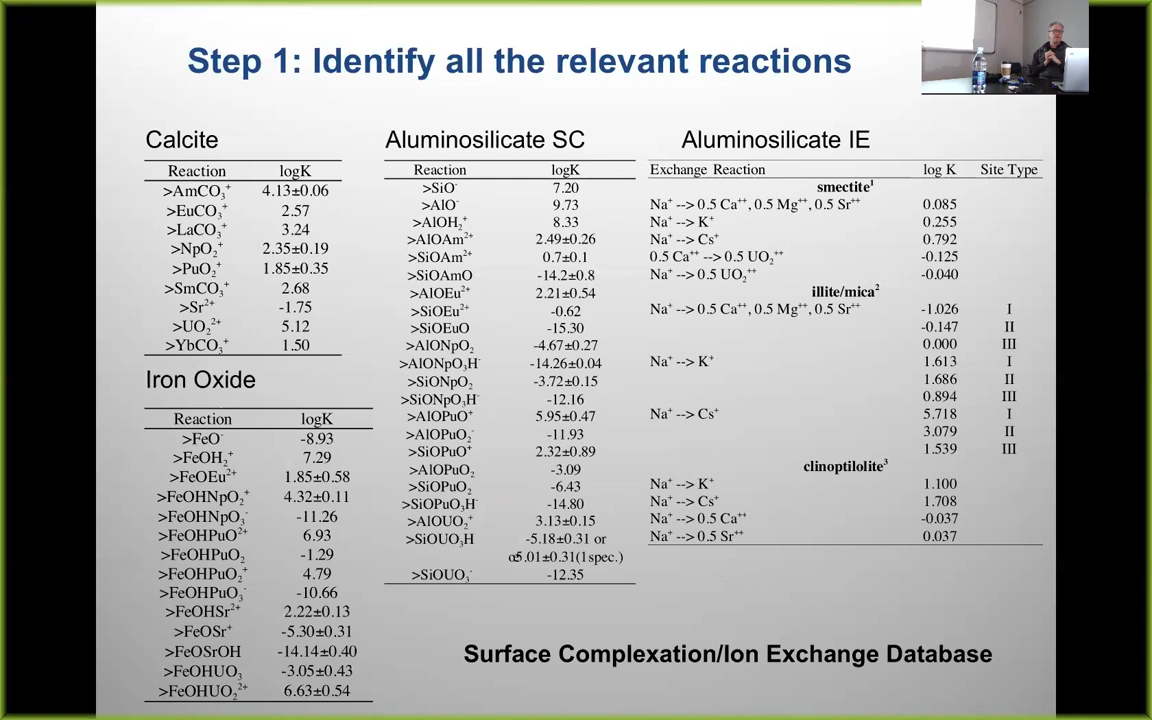 Step 1: Identify all the relevant reactions
Calcite
Reaction logK
>AmCO₃⁺ 4.13±0.06
>EuCO₃⁺ 2.57
>LaCO₃⁺ 3.24
>NpO₂⁺ 2.35±0.19
>PuO₂⁺ 1.85±0.35
>SmCO₃⁺ 2.68
>Sr²⁺ -1.75
>UO₂²⁺ 5.12
>YbCO₃⁺ 1.50
Iron Oxide
Reaction logK
>FeO⁻ -8.93
>FeOH₂⁺ 7.29
>FeOEu²⁺ 1.85±0.58
>FeOHNpO₂⁺ 4.32±0.11
>FeOHNpO₃⁻ -11.26
>FeOHPuO²⁺ 6.93
>FeOHPuO₂ -1.29
>FeOHPuO₂⁺ 4.79
>FeOHPuO₃⁻ -10.66
>FeOHSr²⁺ 2.22±0.13
>FeOSr⁺ -5.30±0.31
>FeOSrOH -14.14±0.40
>FeOHUO₃ -3.05±0.43
>FeOHUO₂²⁺ 6.63±0.54
Aluminosilicate SC
Reaction logK
>SiO⁻ 7.20
>AlO⁻ 9.73
>AlOH₂⁺ 8.33
>AlOAm²⁺ 2.49±0.26
>SiOAm²⁺ 0.7±0.1
>SiOAmO -14.2±0.8
>AlOEu²⁺ 2.21±0.54
>SiOEu²⁺ -0.62
>SiOEuO -15.30
>AlONpO₂ -4.67±0.27
>AlONpO₃H⁻ -14.26±0.04
>SiONpO₂ -3.72±0.15
>SiONpO₃H⁻ -12.16
>AlOPuO⁺ 5.95±0.47
>AlOPuO₂⁻ -11.93
>SiOPuO⁺ 2.32±0.89
>AlOPuO₂ -3.09
>SiOPuO₂ -6.43
>SiOPuO₃H⁻ -14.80
>AlOUO₂⁺ 3.13±0.15
>SiOUO₃H -5.18±0.31 or
5.01±0.31(1spec.)
>SiOUO₃⁻ -12.35
Aluminosilicate IE
Exchange Reaction log K Site Type
smectite¹
Na⁺ --> 0.5 Ca⁺⁺, 0.5 Mg⁺⁺, 0.5 Sr⁺⁺ 0.085
Na⁺ --> K⁺ 0.255
Na⁺ --> Cs⁺ 0.792
0.5 Ca⁺⁺ --> 0.5 UO₂⁺⁺ -0.125
Na⁺ --> 0.5 UO₂⁺⁺ -0.040
illite/mica²
Na⁺ --> 0.5 Ca⁺⁺, 0.5 Mg⁺⁺, 0.5 Sr⁺⁺ -1.026 I
-0.147 II
0.000 III
Na⁺ --> K⁺ 1.613 I
1.686 II
0.894 III
Na⁺ --> Cs⁺ 5.718 I
3.079 II
1.539 III
clinoptilolite³
Na⁺ --> K⁺ 1.100
Na⁺ --> Cs⁺ 1.708
Na⁺ --> 0.5 Ca⁺⁺ -0.037
Na⁺ --> 0.5 Sr⁺⁺ 0.037
Surface Complexation/Ion Exchange Database